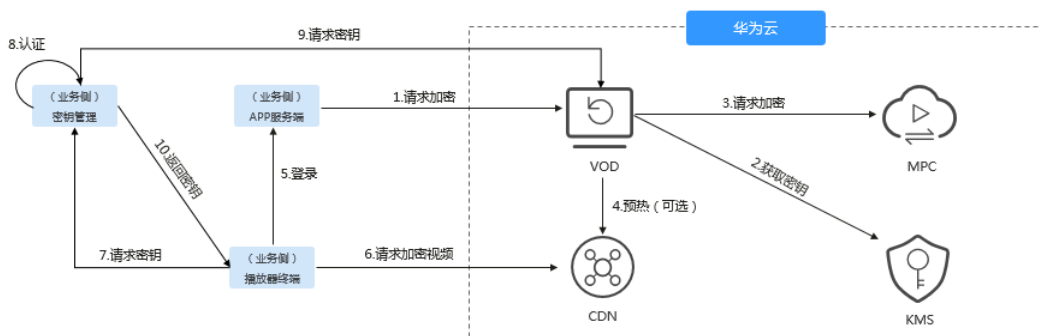 华为云
8.认证
9.请求密钥
（业务侧）
密钥管理
（业务侧）
APP服务端
1.请求加密
VOD
3.请求加密
MPC
10.返回密钥
5.登录
2.获取密钥
4.预热（可选）
7.请求密钥
（业务侧）
播放器终端
6.请求加密视频
CDN
KMS